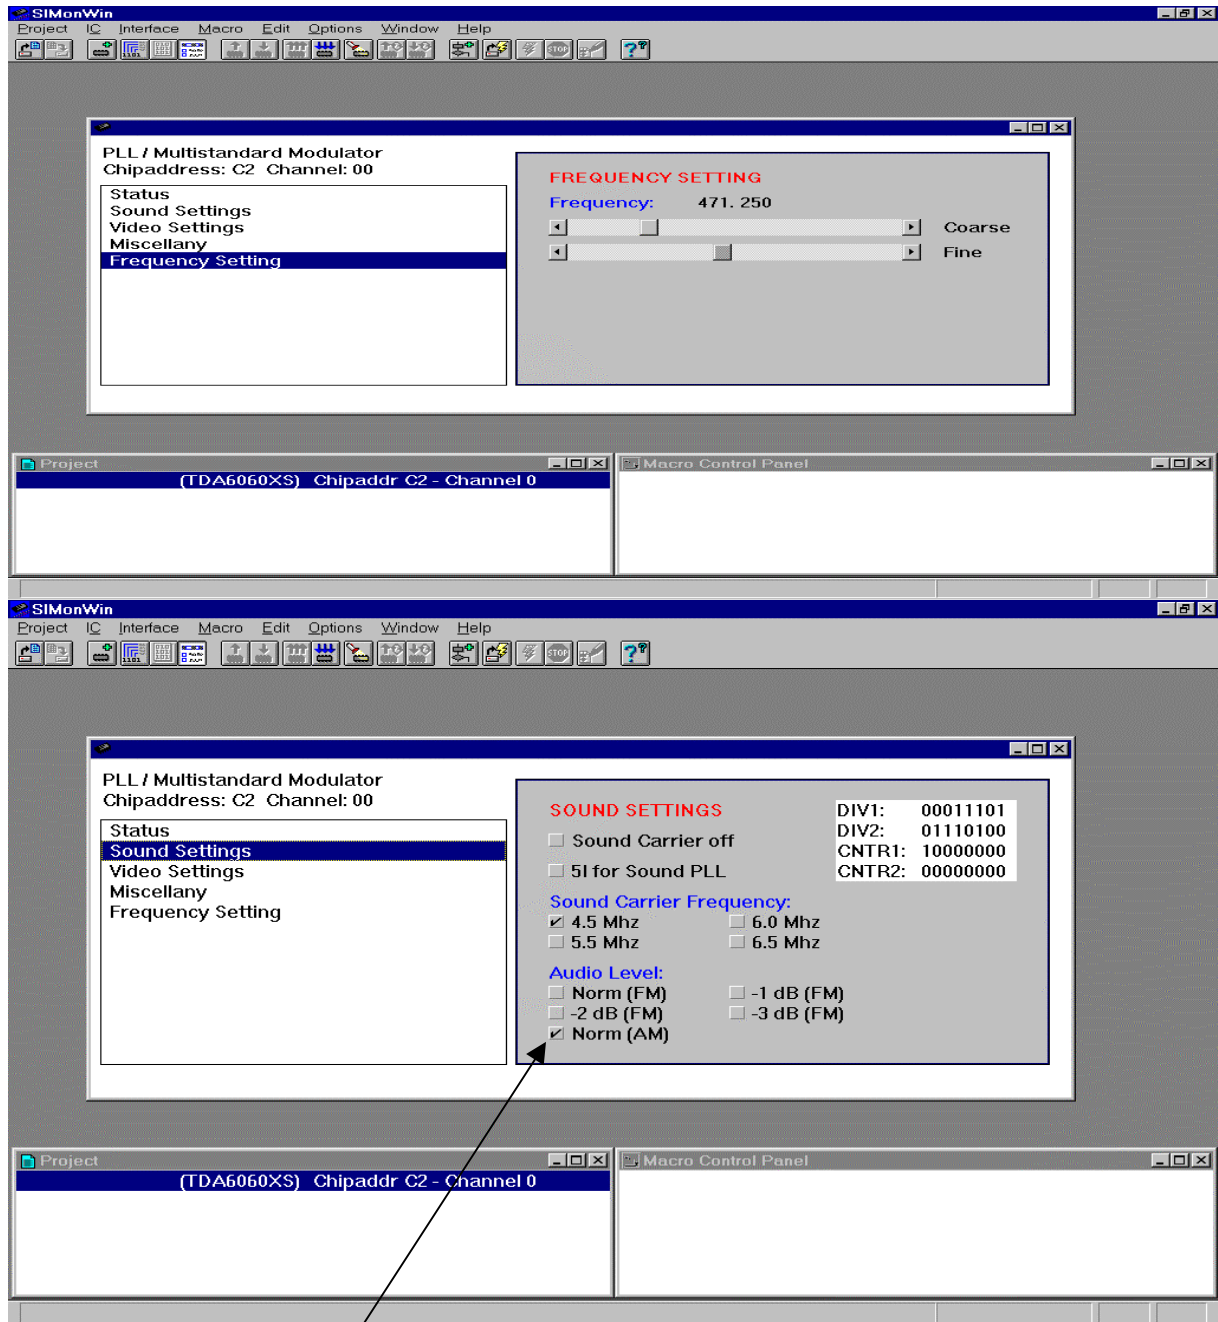 SIMonWin
Project IC Interface Macro Edit Options Window Help
STOP
PLL / Multistandard Modulator
Chipaddress: C2 Channel: 00
Status
Sound Settings
Video Settings
Miscellany
Frequency Setting
FREQUENCY SETTING
Frequency: 471. 250
Coarse
Fine
Project
(TDA6060XS) Chipaddr C2 - Channel 0
Macro Control Panel
SIMonWin
Project IC Interface Macro Edit Options Window Help
STOP
PLL / Multistandard Modulator
Chipaddress: C2 Channel: 00
Status
Sound Settings
Video Settings
Miscellany
Frequency Setting
SOUND SETTINGS
Sound Carrier off
5I for Sound PLL
DIV1: 00011101
DIV2: 01110100
CNTR1: 10000000
CNTR2: 00000000
Sound Carrier Frequency:
4.5 Mhz 6.0 Mhz
5.5 Mhz 6.5 Mhz
Audio Level:
Norm (FM) -1 dB (FM)
-2 dB (FM) -3 dB (FM)
Norm (AM)
Project
(TDA6060XS) Chipaddr C2 - Channel 0
Macro Control Panel